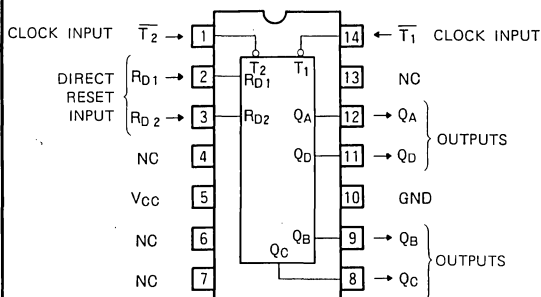 CLOCK INPUT T̅2̅ → 1 14 ← T̅1̅ CLOCK INPUT
T2 T1
DIRECT RESET INPUT
RD1 → 2 RD1 13 NC
RD2 → 3 RD2 QA 12 → QA
NC 4 QD 11 → QD
OUTPUTS
VCC 5 10 GND
NC 6 QB 9 → QB
NC 7 QC 8 → QC
OUTPUTS